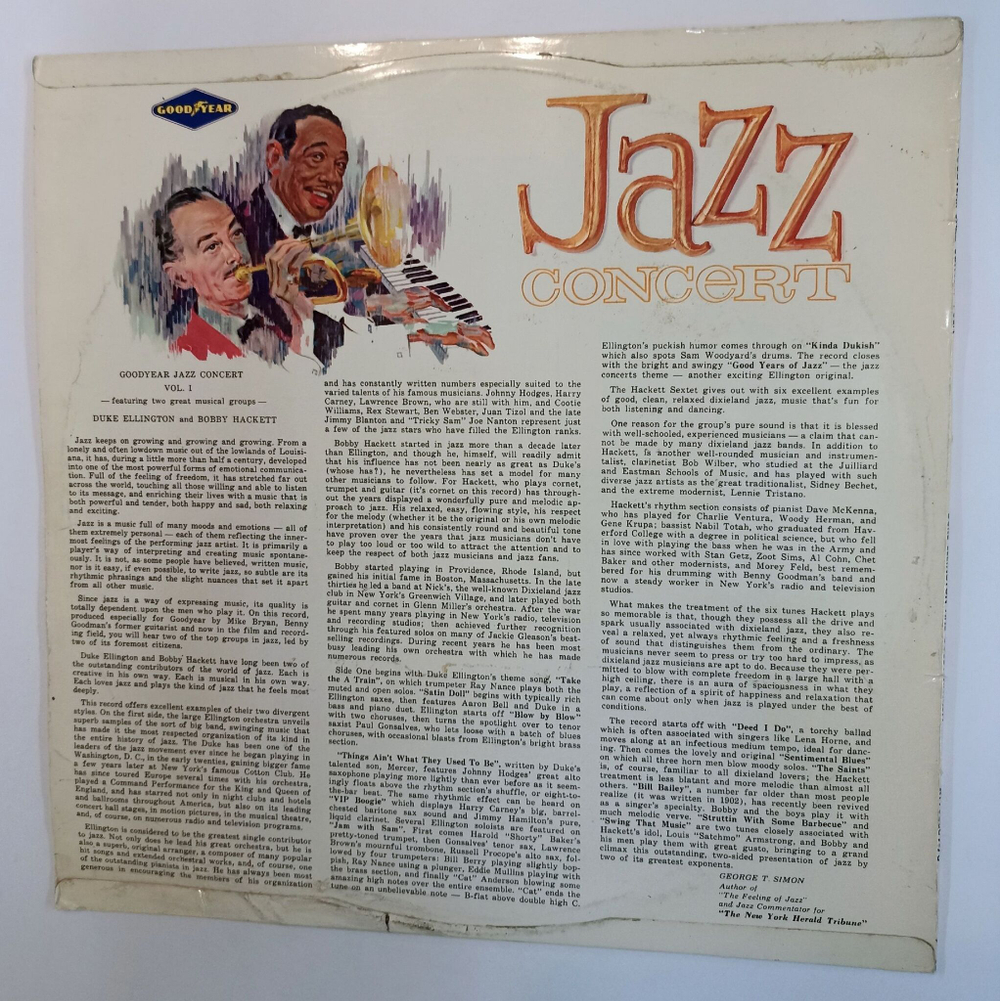 GOODYEAR
Jazz
CONCERT
GOODYEAR JAZZ CONCERT
VOL. I
— featuring two great musical groups —
DUKE ELLINGTON and BOBBY HACKETT
Jazz keeps on growing and growing and growing. From a
lonely and often lowdown music out of the lowlands of Louisi-
ana, it has, during a little more than half a century, developed
into one of the most powerful forms of emotional communica-
tion. Full of the feeling of freedom, it has stretched far out
across the world, touching all those willing and able to listen
to its message, and enriching their lives with a music that is
both powerful and tender, both happy and sad, both relaxing
and exciting.
Jazz is a music full of many moods and emotions — all of
them extremely personal — each of them reflecting the inner-
most feelings of the performing jazz artist. It is primarily a
player's way of interpreting and creating music spontane-
ously. It is not, as some people have believed, written music,
nor is it easy, if even possible, to write jazz, so subtle are its
rhythmic phrasings and the slight nuances that set it apart
from all other music.
Since jazz is a way of expressing music, its quality is
totally dependent upon the men who play it. On this record,
produced especially for Goodyear by Mike Bryan, Benny
Goodman's former guitarist and now in the film and record-
ing field, you will hear two of the top groups in jazz, led by
two of its foremost citizens.
Duke Ellington and Bobby Hackett have long been two of
the outstanding contributors of the world of jazz. Each is
creative in his own way. Each is musical in his own way.
Each loves jazz and plays the kind of jazz that he feels most
deeply.
This record offers excellent examples of their two divergent
styles. On the first side, the large Ellington orchestra unveils
superb samples of the sort of big band, swinging music that
has made it the most respected organization of its kind in
the entire history of jazz. The Duke has been one of the
leaders of the jazz movement ever since he began playing in
Washington, D.C., in the early twenties, gaining bigger fame
a few years later at New York's famous Cotton Club. He
has since toured Europe several times with his orchestra,
played a Command Performance for the King and Queen of
England, and has starred not only in night clubs and hotels
and ballrooms throughout America, but also on its leading
concert hall stages, in motion pictures, in the musical theatre,
and, of course, on numerous radio and television programs.
Ellington is considered to be the greatest single contributor
to jazz. Not only does he lead his great orchestra, but he is
also a superb, original arranger, a composer of many popular
hit songs and extended orchestral works, and, of course, one
of the outstanding pianists in jazz. He has always been most
generous in encouraging the members of his organization
and has constantly written numbers especially suited to the
varied talents of his famous musicians. Johnny Hodges, Harry
Carney, Lawrence Brown, who are still with him, and Cootie
Williams, Rex Stewart, Ben Webster, Juan Tizol and the late
Jimmy Blanton and "Tricky Sam" Joe Nanton represent just
a few of the jazz stars who have filled the Ellington ranks.
Bobby Hackett started in jazz more than a decade later
than Ellington, and though he, himself, will readily admit
that his influence has not been nearly as great as Duke's
(whose has?), he nevertheless has set a model for many
other musicians to follow. For Hackett, who plays cornet,
trumpet and guitar (it's cornet on this record) has through-
out the years displayed a wonderfully pure and melodic ap-
proach to jazz. His relaxed, easy, flowing style, his respect
for the melody (whether it be the original or his own melodic
interpretation) and his consistently round and beautiful tone
have proven over the years that jazz musicians don't have
to play too loud or too wild to attract the attention and to
keep the respect of both jazz musicians and jazz fans.
Bobby started playing in Providence, Rhode Island, but
gained his initial fame in Boston, Massachusetts. In the late
thirties he led a band at Nick's, the well-known Dixieland jazz
club in New York's Greenwich Village, and later played both
guitar and cornet in Glenn Miller's orchestra. After the war
he spent many years playing in New York's radio, television
and recording studios; then achieved further recognition
through his featured solos on many of Jackie Gleason's best-
selling recordings. During recent years he has been most
busy leading his own orchestra with which he has made
numerous records.
Side One begins with Duke Ellington's theme song, "Take
the A Train", on which trumpeter Ray Nance plays both the
muted and open solos. "Satin Doll" begins with typically rich
Ellington saxes, then features Aaron Bell and Duke in a
bass and piano duet. Ellington starts off "Blow by Blow"
with two choruses, then turns the spotlight over to tenor
saxist Paul Gonsalves, who lets loose with a batch of blues
choruses, with occasional blasts from Ellington's bright brass
section.
"Things Ain't What They Used To Be", written by Duke's
talented son, Mercer, features Johnny Hodges' great alto
saxophone playing more lightly than ever before as it seem-
ingly floats above the rhythm section's shuffle, or eight-to-
the-bar beat. The same rhythmic effect can be heard on
"VIP Boogie" which displays Harry Carney's big, barrel-
chested baritone sax sound and Jimmy Hamilton's pure,
liquid clarinet. Several Ellington soloists are featured on
"Jam with Sam". First comes Harold "Shorty" Baker's
pretty-toned trumpet, then Gonsalves' tenor sax, Lawrence
Brown's mournful trombone, Russell Procope's alto sax, fol-
lowed by four trumpeters: Bill Berry playing slightly bop-
pish, Ray Nance using a plunger, Eddie Mullins playing with
the brass section, and finally "Cat" Anderson blowing some
amazing high notes over the entire ensemble. "Cat" ends the
tune on an unbelievable note — B-flat above double high C.
Ellington's puckish humor comes through on "Kinda Dukish"
which also spots Sam Woodyard's drums. The record closes
with the bright and swingy "Good Years of Jazz" — the jazz
concerts theme — another exciting Ellington original.
The Hackett Sextet gives out with six excellent examples
of good, clean, relaxed dixieland jazz, music that's fun for
both listening and dancing.
One reason for the group's pure sound is that it is blessed
with well-schooled, experienced musicians — a claim that can-
not be made by many dixieland jazz bands. In addition to
Hackett, is another well-rounded musician and instrumen-
talist, clarinetist Bob Wilber, who studied at the Juilliard
and Eastman Schools of Music, and has played with such
diverse jazz artists as the great traditionalist, Sidney Bechet,
and the extreme modernist, Lennie Tristano.
Hackett's rhythm section consists of pianist Dave McKenna,
who has played for Charlie Ventura, Woody Herman, and
Gene Krupa; bassist Nabil Totah, who graduated from Hav-
erford College with a degree in political science, but who fell
in love with playing the bass when he was in the Army and
has since worked with Stan Getz, Zoot Sims, Al Cohn, Chet
Baker and other modernists, and Morey Feld, best remem-
bered for his drumming with Benny Goodman's band and
now a steady worker in New York's radio and television
studios.
What makes the treatment of the six tunes Hackett plays
so memorable is that, though they possess all the drive and
spark usually associated with dixieland jazz, they also re-
veal a relaxed, yet always rhythmic feeling and a freshness
of sound that distinguishes them from the ordinary. The
musicians never seem to press or try too hard to impress, as
dixieland jazz musicians are apt to do. Because they were per-
mitted to blow with complete freedom in a large hall with a
high ceiling, there is an aura of spaciousness in what they
play, a reflection of a spirit of happiness and relaxation that
can come about only when jazz is played under the best of
conditions.
The record starts off with "Deed I Do", a torchy ballad
which is often associated with singers like Lena Horne, and
moves along at an infectious medium tempo, ideal for danc-
ing. Then comes the lovely and original "Sentimental Blues"
on which all three horn men blow moody solos. "The Saints"
is, of course, familiar to all dixieland lovers; the Hackett
treatment is less blatant and more melodic than almost all
others. "Bill Bailey", a number far older than most people
realize (it was written in 1902), has recently been revived
as a singer's specialty. Bobby and the boys play it with
much melodic verve. "Struttin With Some Barbecue" and
"Swing That Music" are two tunes closely associated with
Hackett's idol, Louis "Satchmo" Armstrong, and Bobby and
his men play them with great gusto, bringing to a grand
climax this outstanding, two-sided presentation of jazz by
two of its greatest exponents.
GEORGE T. SIMON
Author of
"The Feeling of Jazz"
and Jazz Commentator for
"The New York Herald Tribune"